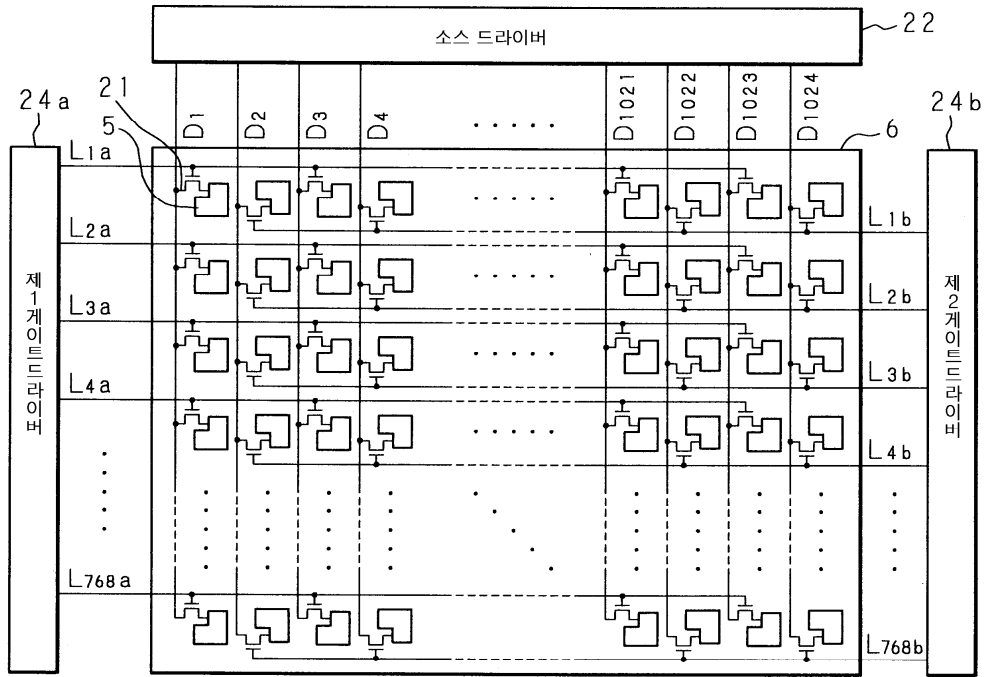 소스 드라이버
22
24a
21
5
D1
D2
D3
D4
D1021
D1022
D1023
D1024
6
24b
L1a
L2a
L3a
L4a
L768a
L1b
L2b
L3b
L4b
L768b
제1게이트드라이버
제2게이트드라이버